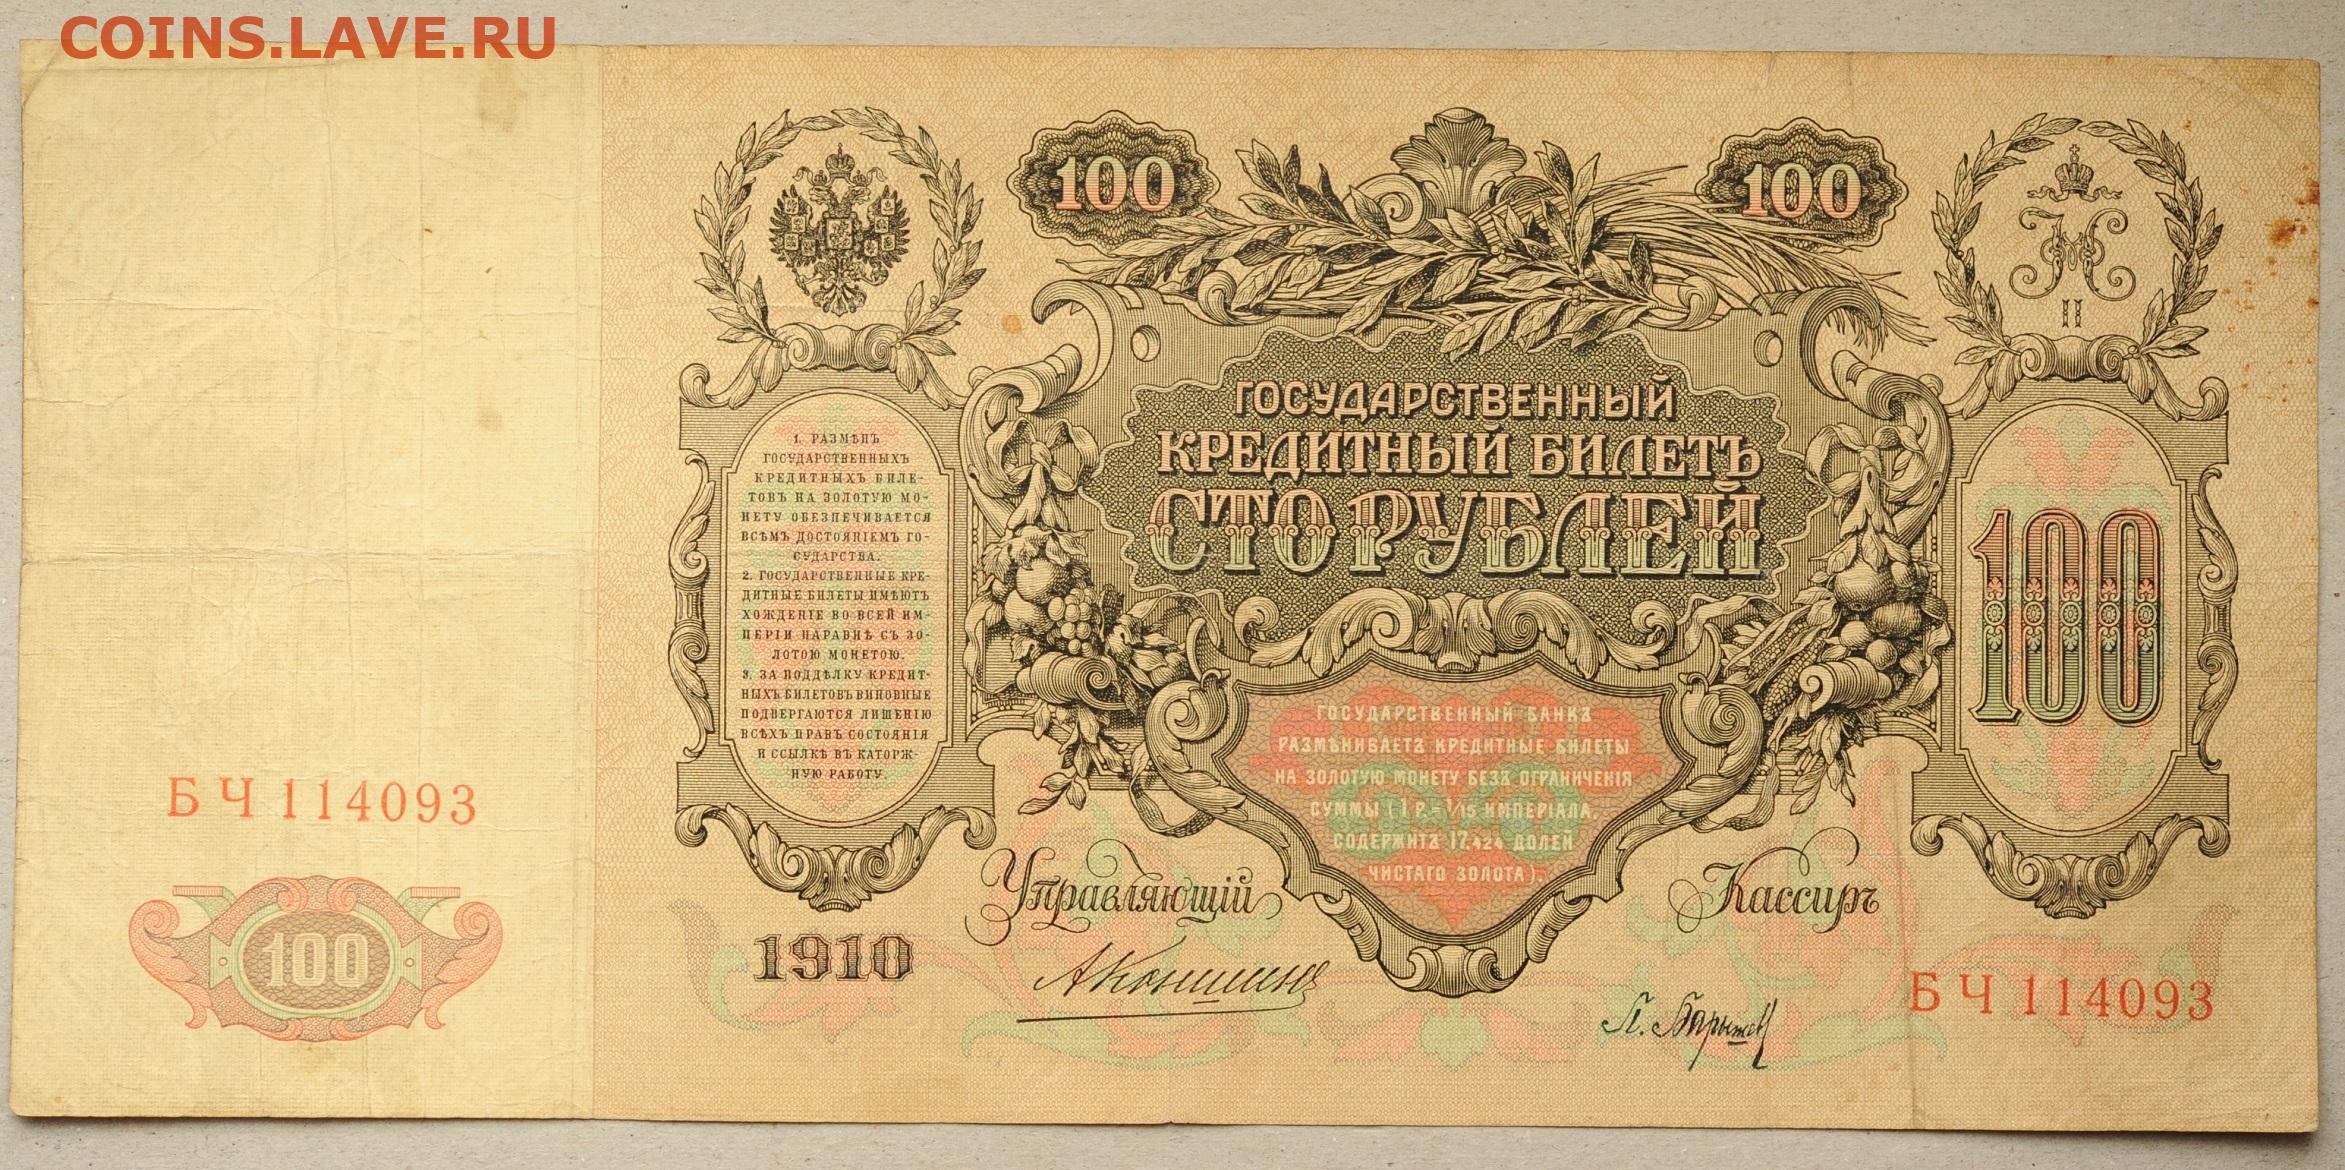 COINS.LAVE.RU
100
100
II
ГОСУДАРСТВЕННЫЙ
КРЕДИТНЫЙ БИЛЕТЪ
СТО РУБЛЕЙ
1. РАЗМѢНЪ
ГОСУДАРСТВЕННЫХЪ
КРЕДИТНЫХЪ БИЛЕ-
ТОВЪ НА ЗОЛОТУЮ МО-
НЕТУ ОБЕЗПЕЧИВАЕТСЯ
ВСѢМЪ ДОСТОЯНІЕМЪ ГО-
СУДАРСТВА.
2. ГОСУДАРСТВЕННЫЕ КРЕ-
ДИТНЫЕ БИЛЕТЫ ИМѢЮТЪ
ХОЖДЕНІЕ ВО ВСЕЙ ИМ-
ПЕРІИ НАРАВНѢ СЪ ЗО-
ЛОТОЮ МОНЕТОЮ.
3. ЗА ПОДДѢЛКУ КРЕДИТ-
НЫХЪ БИЛЕТОВЪ ВИНОВНЫЕ
ПОДВЕРГАЮТСЯ ЛИШЕНІЮ
ВСѢХЪ ПРАВЪ СОСТОЯНІЯ
И ССЫЛКѢ ВЪ КАТОРЖ-
НУЮ РАБОТУ.
100
ГОСУДАРСТВЕННЫЙ БАНКЪ
РАЗМѢНИВАЕТЪ КРЕДИТНЫЕ БИЛЕТЫ
НА ЗОЛОТУЮ МОНЕТУ БЕЗЪ ОГРАНИЧЕНІЯ
СУММЫ (1 Р.= 1/15 ИМПЕРІАЛА,
СОДЕРЖИТЪ 17,424 ДОЛЕЙ
ЧИСТАГО ЗОЛОТА).
БЧ 114093
100
Управляющій
Кассиръ
1910
АКоншинъ
БЧ 114093